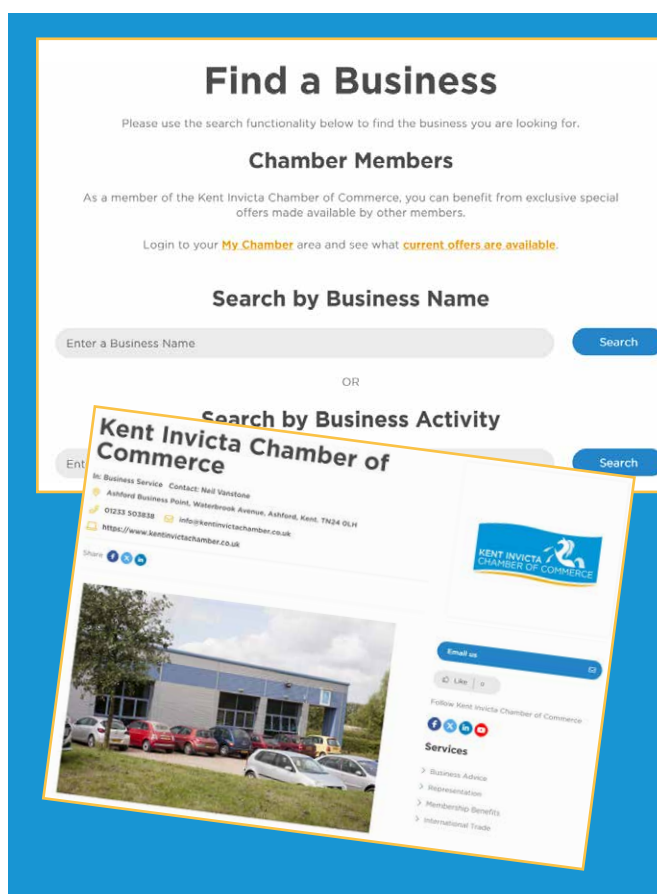 Find a Business
Please use the search functionality below to find the business you are looking for.
Chamber Members
As a member of the Kent Invicta Chamber of Commerce, you can benefit from exclusive special
offers made available by other members.
Login to your My Chamber area and see what current offers are available.
Search by Business Name
Enter a Business Name
Search
OR
Search by Business Activity
Ent
Search
Kent Invicta Chamber of
Commerce
In: Business Service Contact: Neil Vanstone
Ashford Business Point, Waterbrook Avenue, Ashford, Kent, TN24 0LH
01233 503838 info@kentinvictachamber.co.uk
https://www.kentinvictachamber.co.uk
Share
KENT INVICTA
CHAMBER OF COMMERCE
Email us
Like 0
Follow Kent Invicta Chamber of Commerce
Services
Business Advice
Representation
Membership Benefits
International Trade